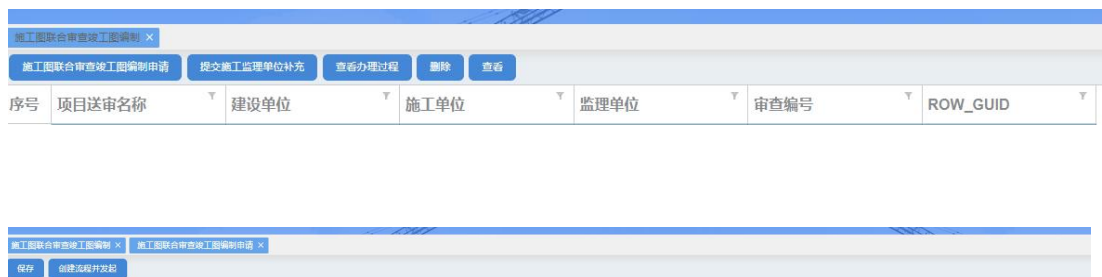 施工图联合审查竣工图编制 ×
施工图联合审查竣工图编制申请 提交施工监理单位补充 查看办理过程 删除 查看
序号 项目送审名称 建设单位 施工单位 监理单位 审查编号 ROW_GUID
施工图联合审查竣工图编制 × 施工图联合审查竣工图编制申请 ×
保存 创建流程并发起